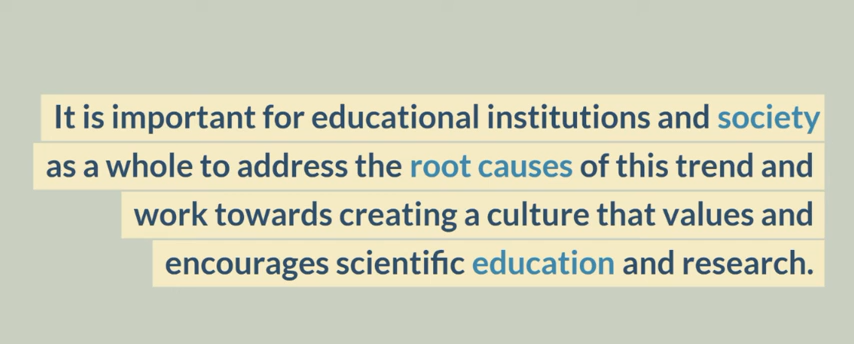 It is important for educational institutions and society
as a whole to address the root causes of this trend and
work towards creating a culture that values and
encourages scientific education and research.